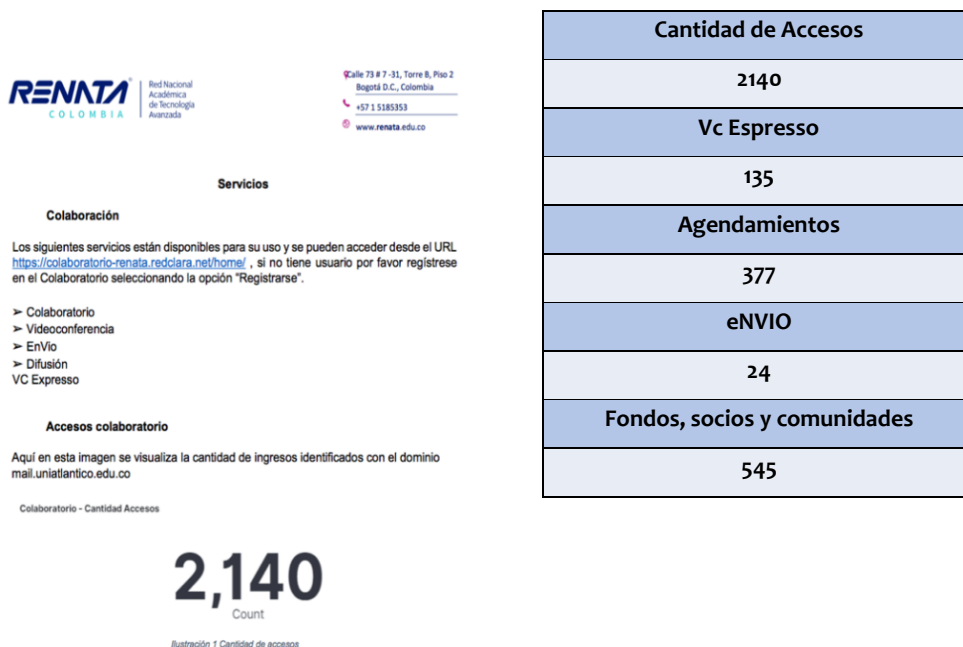 RENATA
COLOMBIA
Red Nacional
Académica
de Tecnología
Avanzada
Calle 73 # 7 -31, Torre B, Piso 2
Bogotá D.C., Colombia
+57 1 5185353
www.renata.edu.co
Servicios
Colaboración
Los siguientes servicios están disponibles para su uso y se pueden acceder desde el URL
https://colaboratorio-renata.redclara.net/home/ , si no tiene usuario por favor regístrese
en el Colaboratorio seleccionando la opción "Registrarse".
➢ Colaboratorio
➢ Videoconferencia
➢ EnVio
➢ Difusión
VC Expresso
Accesos colaboratorio
Aquí en esta imagen se visualiza la cantidad de ingresos identificados con el dominio
mail.uniatlantico.edu.co
Colaboratorio - Cantidad Accesos
2,140
Count
Ilustración 1 Cantidad de accesos
Cantidad de Accesos
2140
Vc Espresso
135
Agendamientos
377
eNVIO
24
Fondos, socios y comunidades
545